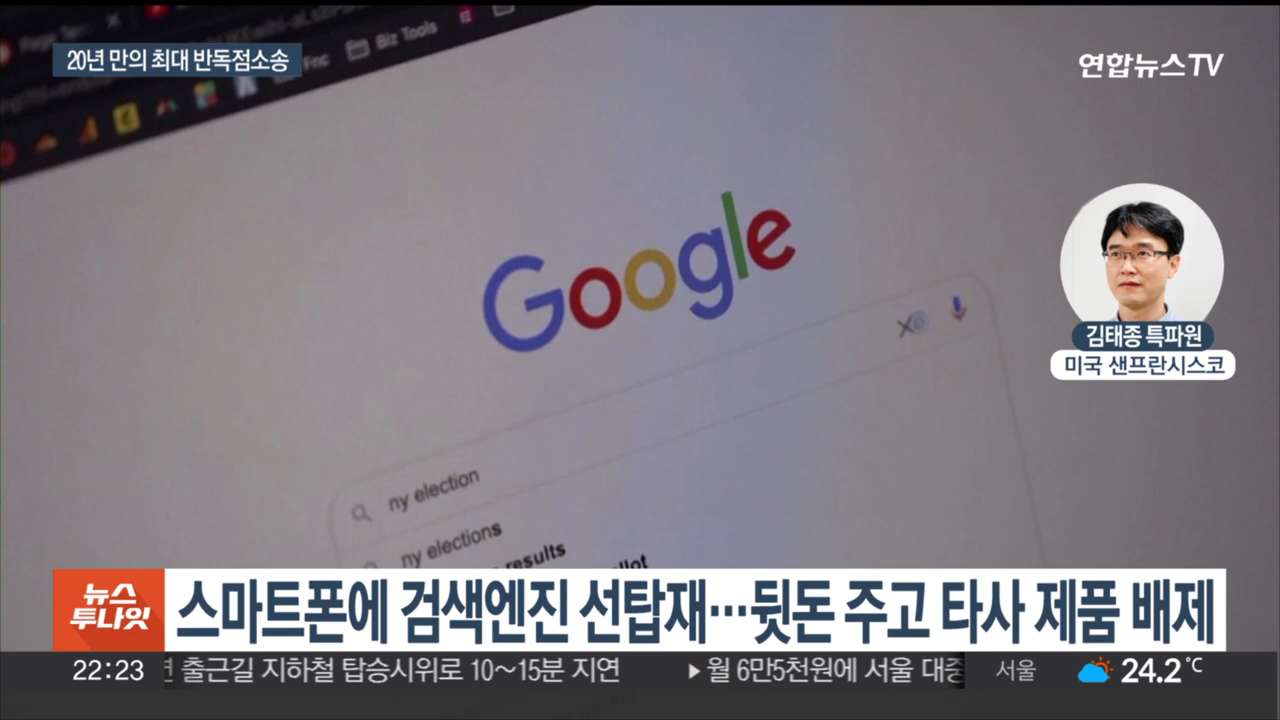 Biz Tools
20년 만의 최대 반독점소송
연합뉴스TV
Google
김태종 특파원
미국 샌프란시스코
ny election
ny elections
results
뉴스
투나잇
스마트폰에 검색엔진 선탑재…뒷돈 주고 타사 제품 배제
22:23
출근길 지하철 탑승시위로 10~15분 지연
▶월 6만5천원에 서울 대중
서울
24.2℃